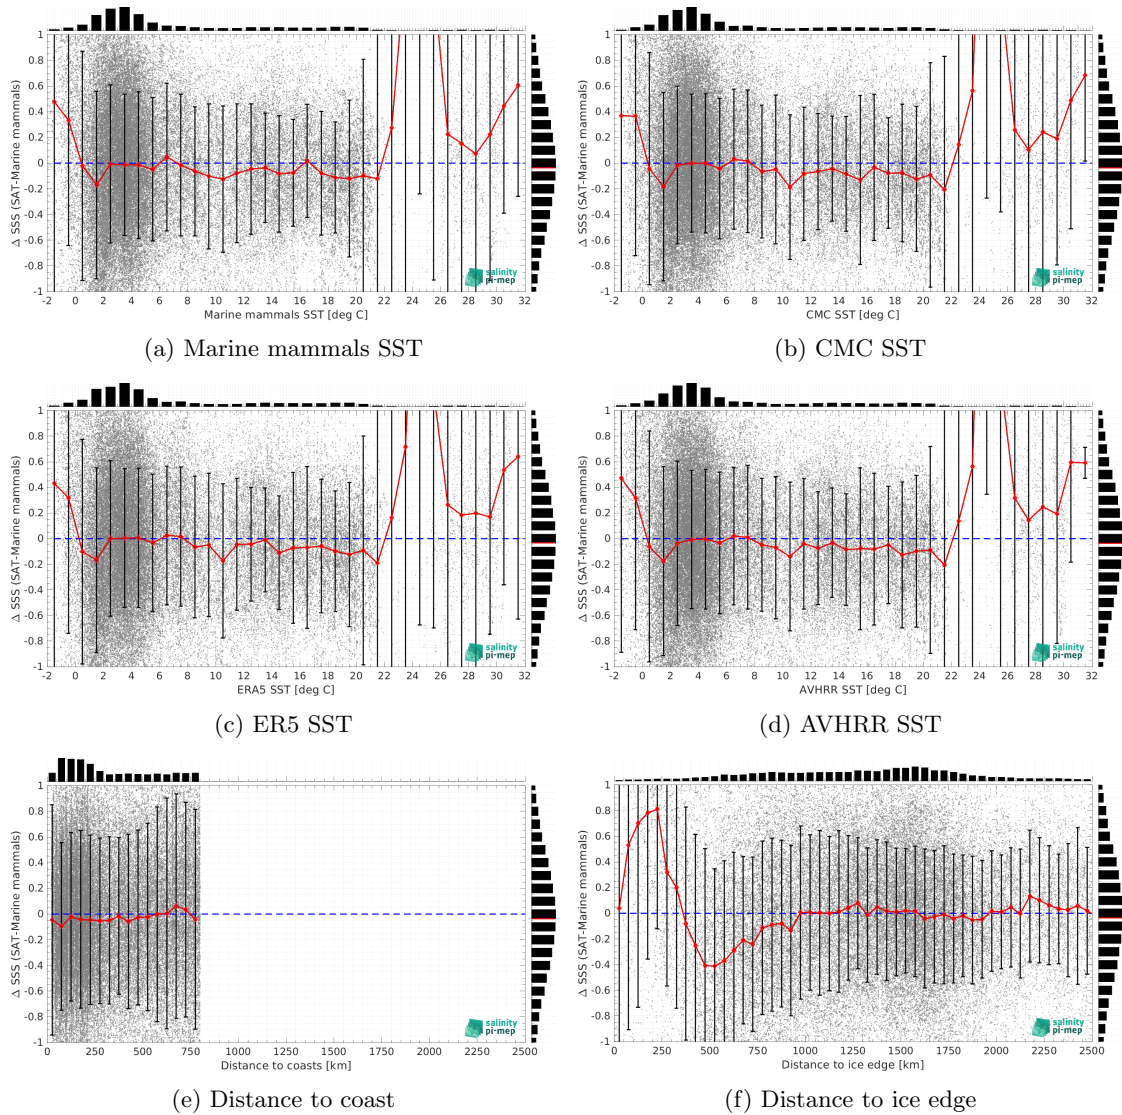 1
0.8
0.6
0.4
0.2
0
-0.2
-0.4
-0.6
-0.8
-1
Δ SSS (SAT-Marine mammals)
salinity
pi-mep
-2 0 2 4 6 8 10 12 14 16 18 20 22 24 26 28 30 32
Marine mammals SST [deg C]
(a) Marine mammals SST
1
0.8
0.6
0.4
0.2
0
-0.2
-0.4
-0.6
-0.8
-1
Δ SSS (SAT-Marine mammals)
salinity
pi-mep
-2 0 2 4 6 8 10 12 14 16 18 20 22 24 26 28 30 32
CMC SST [deg C]
(b) CMC SST
1
0.8
0.6
0.4
0.2
0
-0.2
-0.4
-0.6
-0.8
-1
Δ SSS (SAT-Marine mammals)
salinity
pi-mep
-2 0 2 4 6 8 10 12 14 16 18 20 22 24 26 28 30 32
ERA5 SST [deg C]
(c) ER5 SST
1
0.8
0.6
0.4
0.2
0
-0.2
-0.4
-0.6
-0.8
-1
Δ SSS (SAT-Marine mammals)
salinity
pi-mep
-2 0 2 4 6 8 10 12 14 16 18 20 22 24 26 28 30 32
AVHRR SST [deg C]
(d) AVHRR SST
1
0.8
0.6
0.4
0.2
0
-0.2
-0.4
-0.6
-0.8
-1
Δ SSS (SAT-Marine mammals)
salinity
pi-mep
0 250 500 750 1000 1250 1500 1750 2000 2250 2500
Distance to coasts [km]
(e) Distance to coast
1
0.8
0.6
0.4
0.2
0
-0.2
-0.4
-0.6
-0.8
-1
Δ SSS (SAT-Marine mammals)
salinity
pi-mep
0 250 500 750 1000 1250 1500 1750 2000 2250 2500
Distance to ice edge [km]
(f) Distance to ice edge